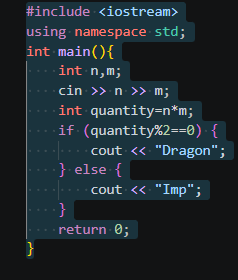 #include <iostream>
using namespace std;
int main(){
    int n,m;
    cin >> n >> m;
    int quantity=n*m;
    if (quantity%2==0) {
        cout << "Dragon";
    } else {
        cout << "Imp";
    }
    return 0;
}